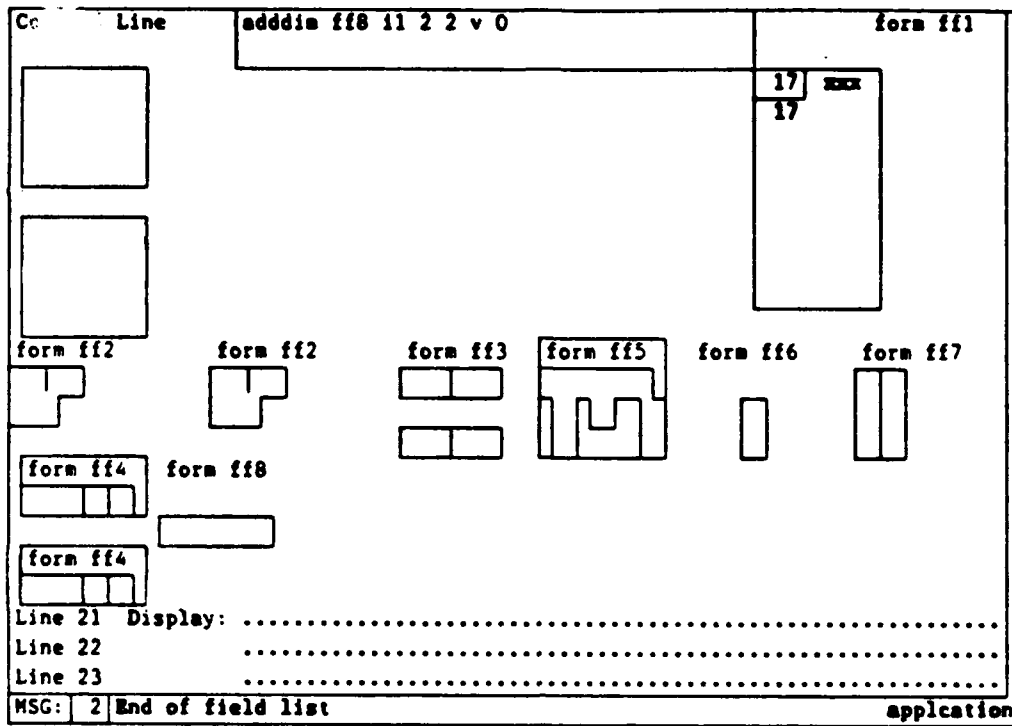 Line adddim ff8 i1 2 2 v 0 form ff1
17 xxx
17
form ff2 form ff2 form ff3 form ff5 form ff6 form ff7
form ff4 form ff8
form ff4
Line 21 Display: ............................................................
Line 22 ............................................................
Line 23 ............................................................
MSG: 2 End of field list applcation